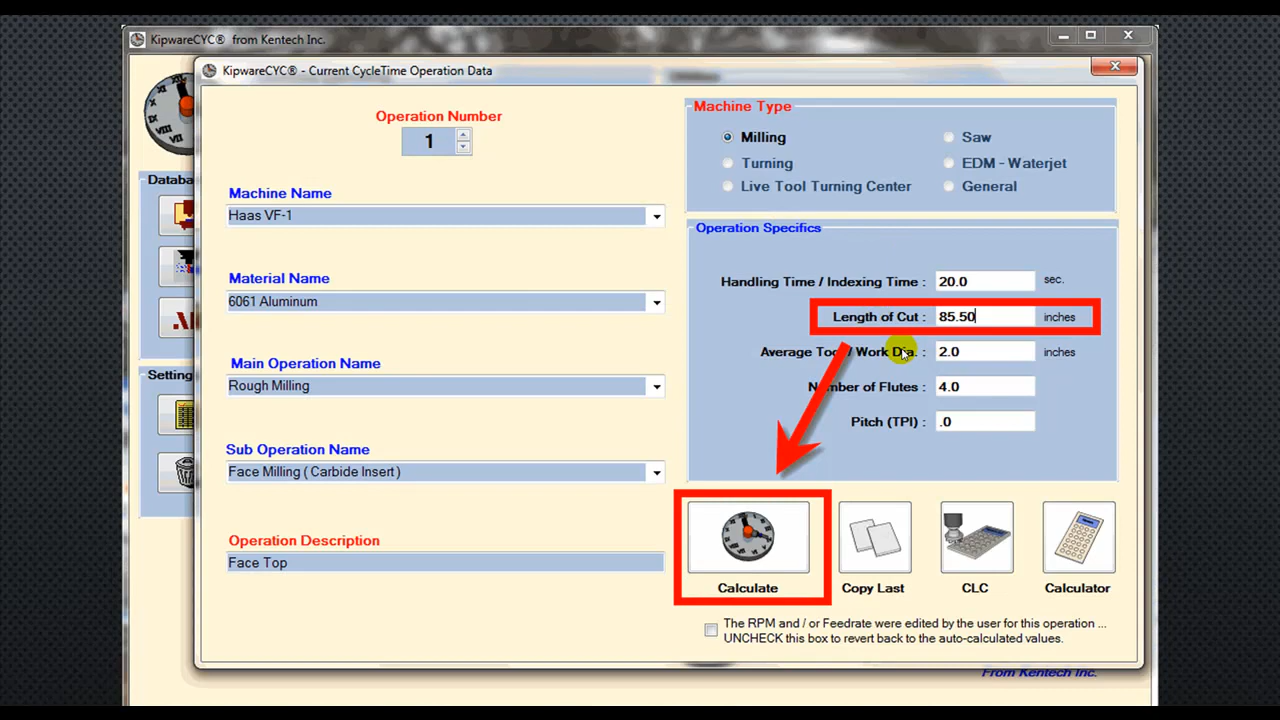 KipwareCYC® from Kentech Inc.
KipwareCYC® - Current CycleTime Operation Data
Operation Number
1
Machine Name
Haas VF-1
Material Name
6061 Aluminum
Main Operation Name
Rough Milling
Sub Operation Name
Face Milling ( Carbide Insert )
Operation Description
Face Top
Machine Type
Milling
Saw
Turning
EDM - Waterjet
Live Tool Turning Center
General
Operation Specifics
Handling Time / Indexing Time : 20.0 sec.
Length of Cut : 85.50 inches
Average / Work Dia. : 2.0 inches
Number of Flutes : 4.0
Pitch (TPI) : .0
Calculate
Copy Last
CLC
Calculator
The RPM and / or Feedrate were edited by the user for this operation ...
UNCHECK this box to revert back to the auto-calculated values.
From Kentech Inc.